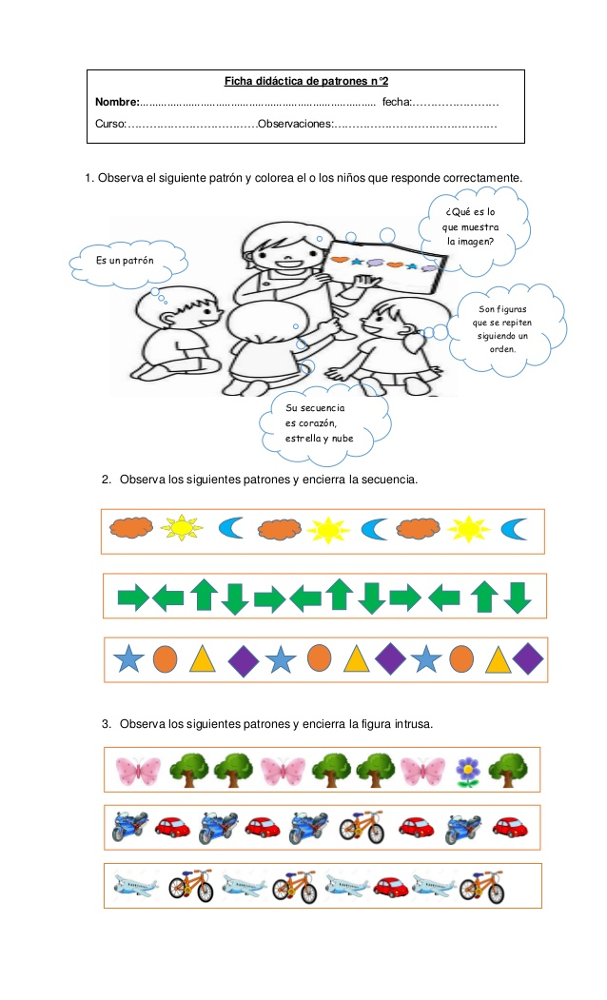 Ficha didáctica de patrones n°2
Nombre:.............................................................................. fecha:……………………
Curso:………………………………Observaciones:………………………………………
1. Observa el siguiente patrón y colorea el o los niños que responde correctamente.
¿Qué es lo
que muestra
la imagen?
Es un patrón
Son figuras
que se repiten
siguiendo un
orden.
Su secuencia
es corazón,
estrella y nube
2. Observa los siguientes patrones y encierra la secuencia.
3. Observa los siguientes patrones y encierra la figura intrusa.